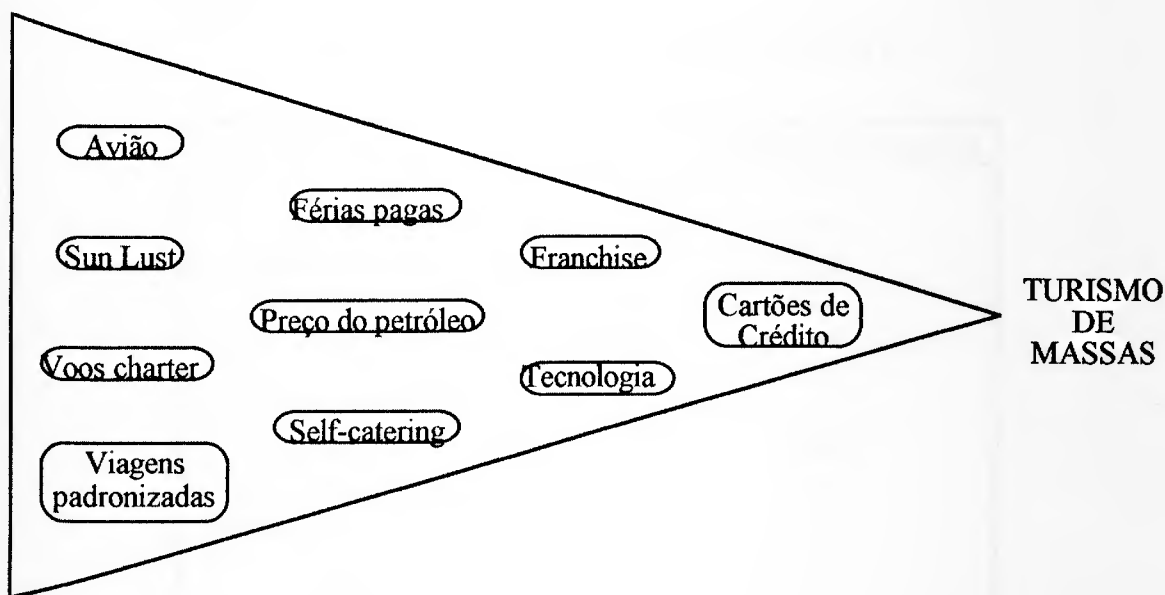 Avião
Sun Lust
Voos charter
Viagens
padronizadas
Férias pagas
Preço do petróleo
Self-catering
Franchise
Tecnologia
Cartões de
Crédito
TURISMO
DE
MASSAS